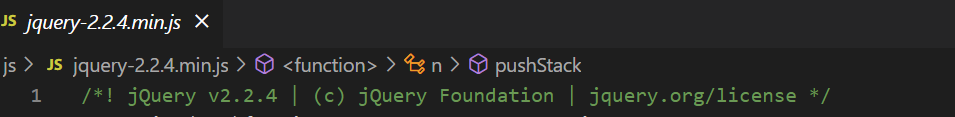 JS jquery-2.2.4.min.js ×
js > JS jquery-2.2.4.min.js > <function> > n > pushStack
1 /*! jQuery v2.2.4 | (c) jQuery Foundation | jquery.org/license */